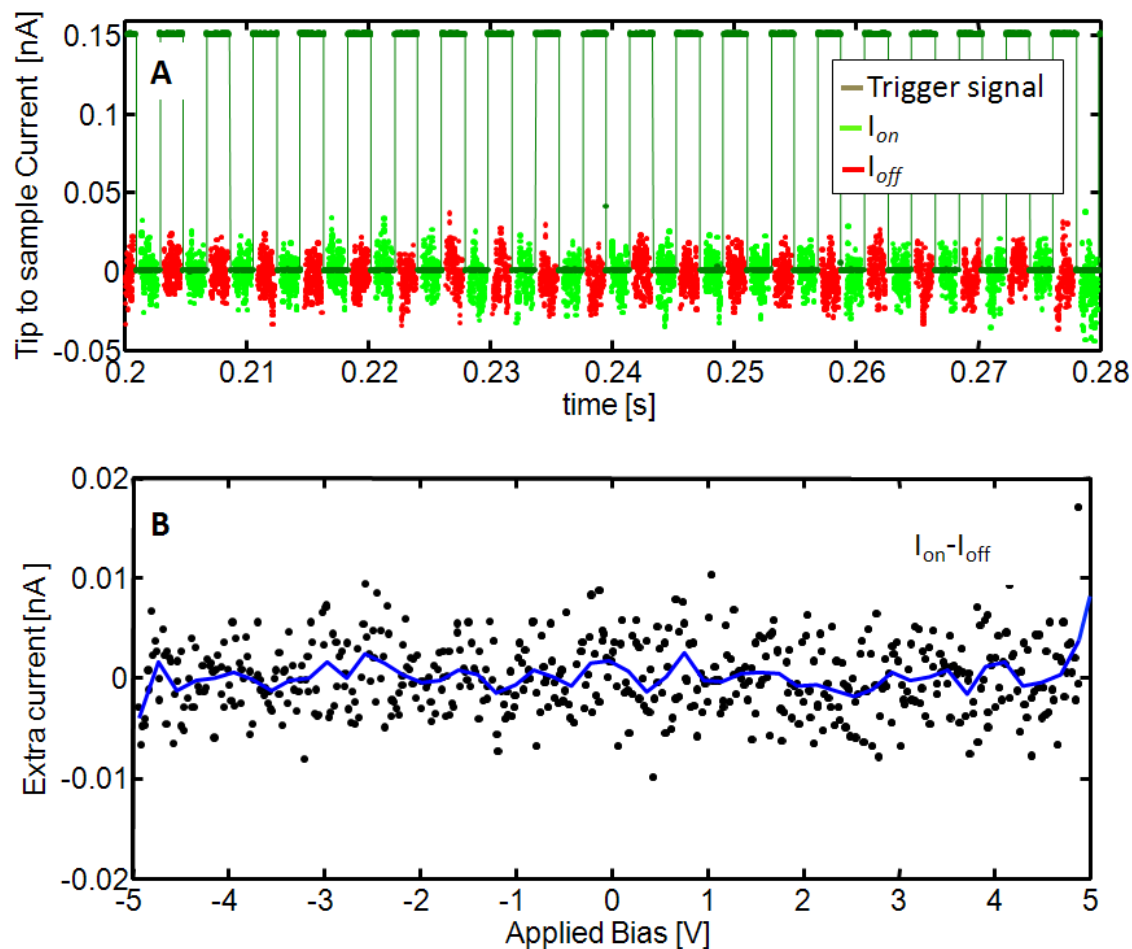 Tip to sample Current [nA]
0.15
0.1
0.05
0
-0.05
A
Trigger signal
Ion
Ioff
0.2 0.21 0.22 0.23 0.24 0.25 0.26 0.27 0.28
time [s]
Extra current [nA]
0.02
0.01
0
-0.01
-0.02
B
Ion-Ioff
-5 -4 -3 -2 -1 0 1 2 3 4 5
Applied Bias [V]